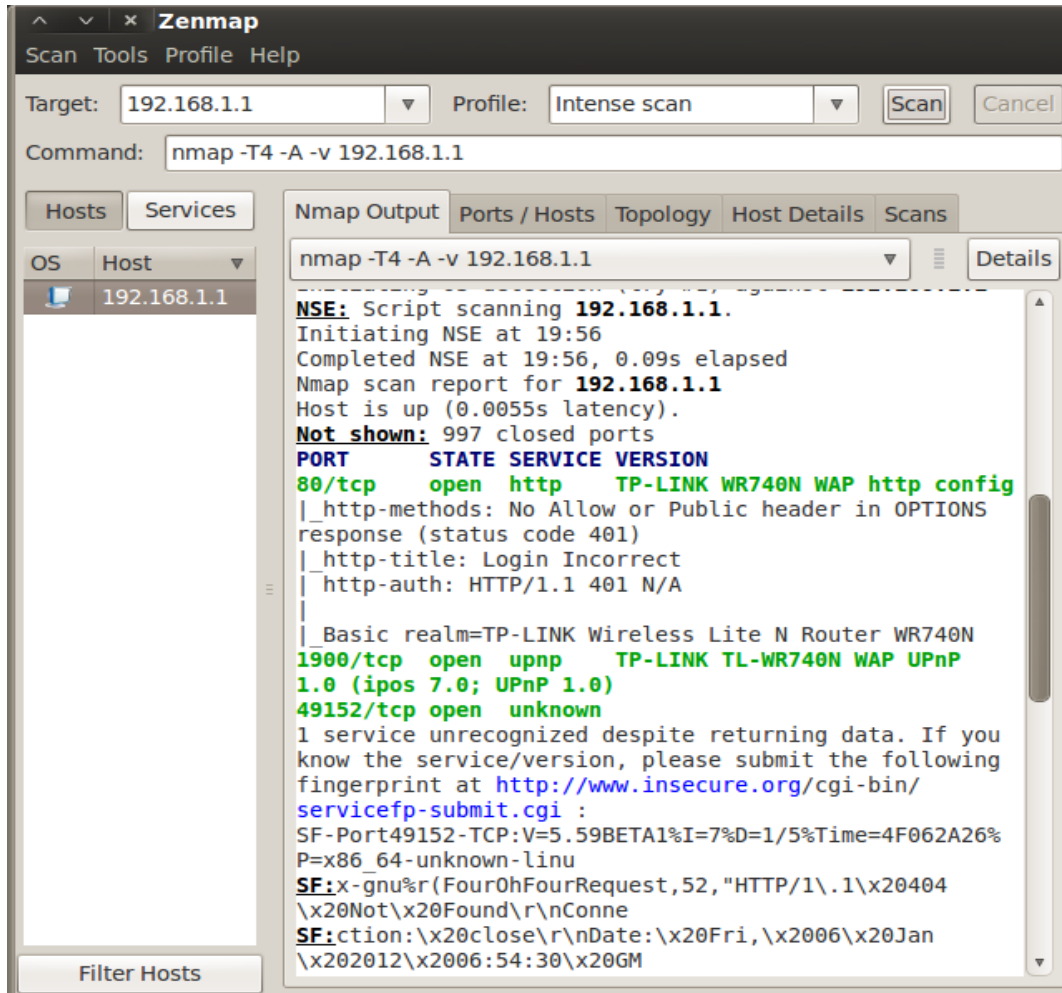 Zenmap
Scan Tools Profile Help
Target: 192.168.1.1 Profile: Intense scan Scan Cancel
Command: nmap -T4 -A -v 192.168.1.1
Hosts Services
OS Host
192.168.1.1
Filter Hosts
Nmap Output Ports / Hosts Topology Host Details Scans
nmap -T4 -A -v 192.168.1.1 Details
NSE: Script scanning 192.168.1.1.
Initiating NSE at 19:56
Completed NSE at 19:56, 0.09s elapsed
Nmap scan report for 192.168.1.1
Host is up (0.0055s latency).
Not shown: 997 closed ports
PORT STATE SERVICE VERSION
80/tcp open http TP-LINK WR740N WAP http config
|_http-methods: No Allow or Public header in OPTIONS
response (status code 401)
|_http-title: Login Incorrect
| http-auth: HTTP/1.1 401 N/A
|
|_Basic realm=TP-LINK Wireless Lite N Router WR740N
1900/tcp open upnp TP-LINK TL-WR740N WAP UPnP
1.0 (ipos 7.0; UPnP 1.0)
49152/tcp open unknown
1 service unrecognized despite returning data. If you
know the service/version, please submit the following
fingerprint at http://www.insecure.org/cgi-bin/
servicefp-submit.cgi :
SF-Port49152-TCP:V=5.59BETA1%I=7%D=1/5%Time=4F062A26%
P=x86_64-unknown-linu
SF:x-gnu%r(FourOhFourRequest,52,"HTTP/1\.1\x20404
\x20Not\x20Found\r\nConne
SF:ction:\x20close\r\nDate:\x20Fri,\x2006\x20Jan
\x202012\x2006:54:30\x20GM